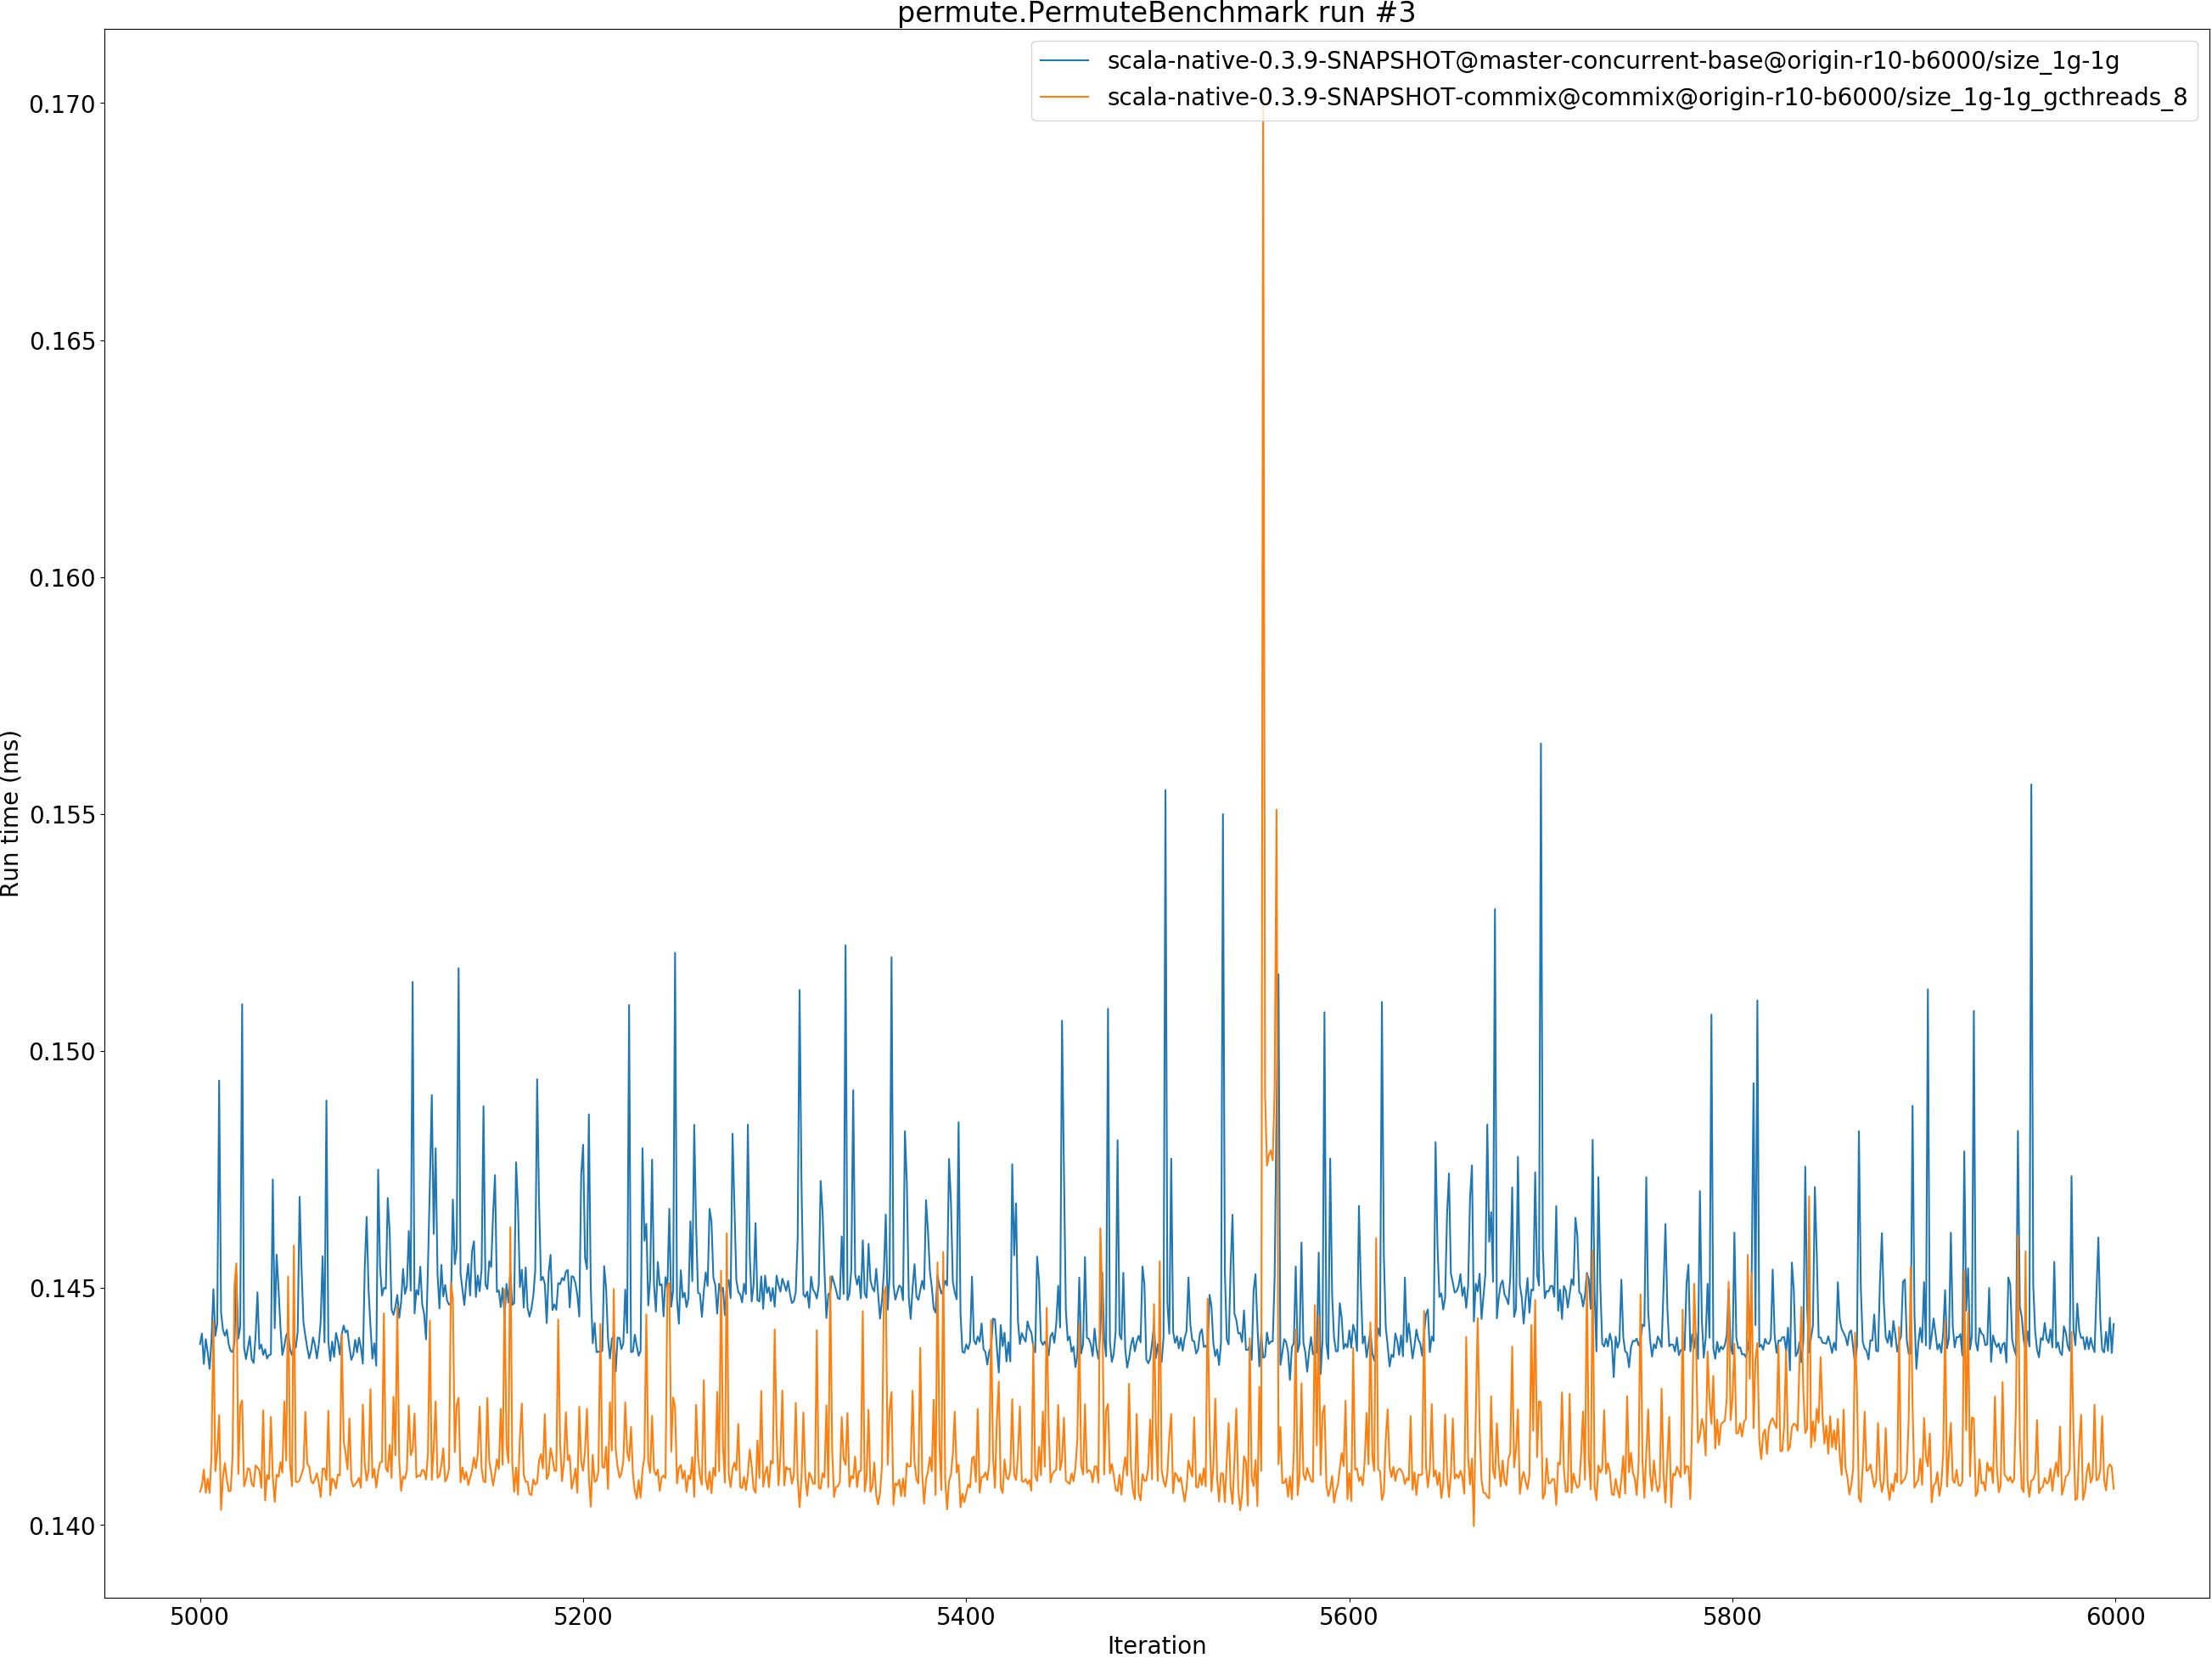 permute.PermuteBenchmark run #3
scala-native-0.3.9-SNAPSHOT@master-concurrent-base@origin-r10-b6000/size_1g-1g
scala-native-0.3.9-SNAPSHOT-commix@commix@origin-r10-b6000/size_1g-1g_gcthreads_8
0.170
0.165
0.160
0.155
0.150
0.145
0.140
Run time (ms)
5000
5200
5400
5600
5800
6000
Iteration